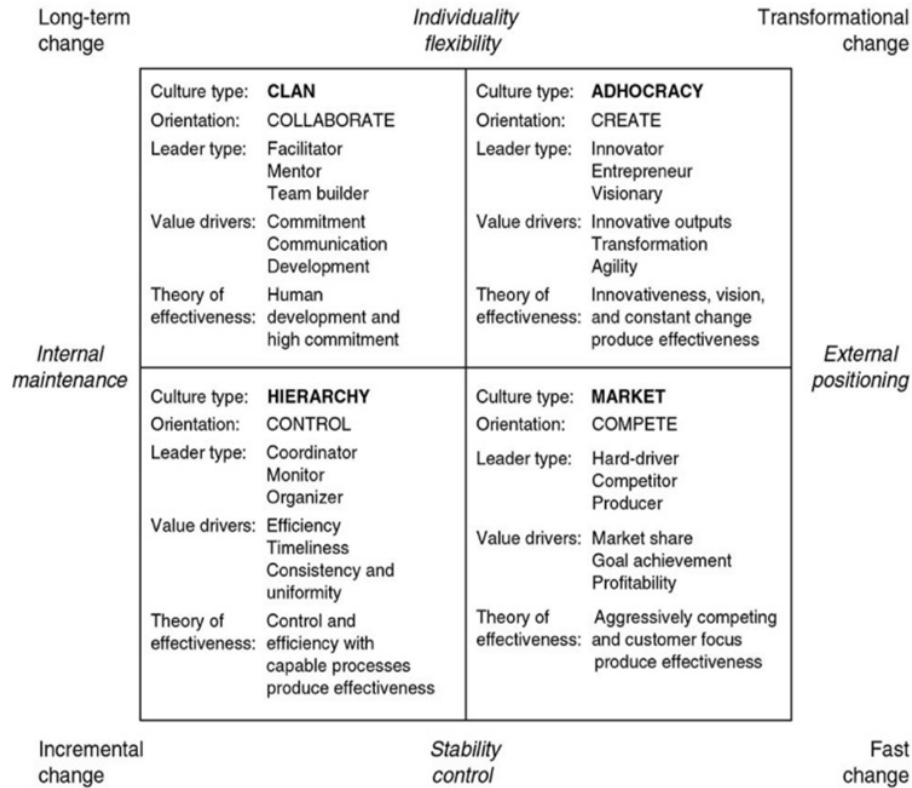 Long-term
change
Individuality
flexibility
Transformational
change
Culture type: CLAN
Orientation: COLLABORATE
Leader type: Facilitator
Mentor
Team builder
Value drivers: Commitment
Communication
Development
Theory of Human
effectiveness: development and
high commitment
Culture type: ADHOCRACY
Orientation: CREATE
Leader type: Innovator
Entrepreneur
Visionary
Value drivers: Innovative outputs
Transformation
Agility
Theory of Innovativeness, vision,
effectiveness: and constant change
produce effectiveness
Internal
maintenance
External
positioning
Culture type: HIERARCHY
Orientation: CONTROL
Leader type: Coordinator
Monitor
Organizer
Value drivers: Efficiency
Timeliness
Consistency and
uniformity
Theory of Control and
effectiveness: efficiency with
capable processes
produce effectiveness
Culture type: MARKET
Orientation: COMPETE
Leader type: Hard-driver
Competitor
Producer
Value drivers: Market share
Goal achievement
Profitability
Theory of Aggressively competing
effectiveness: and customer focus
produce effectiveness
Incremental
change
Stability
control
Fast
change